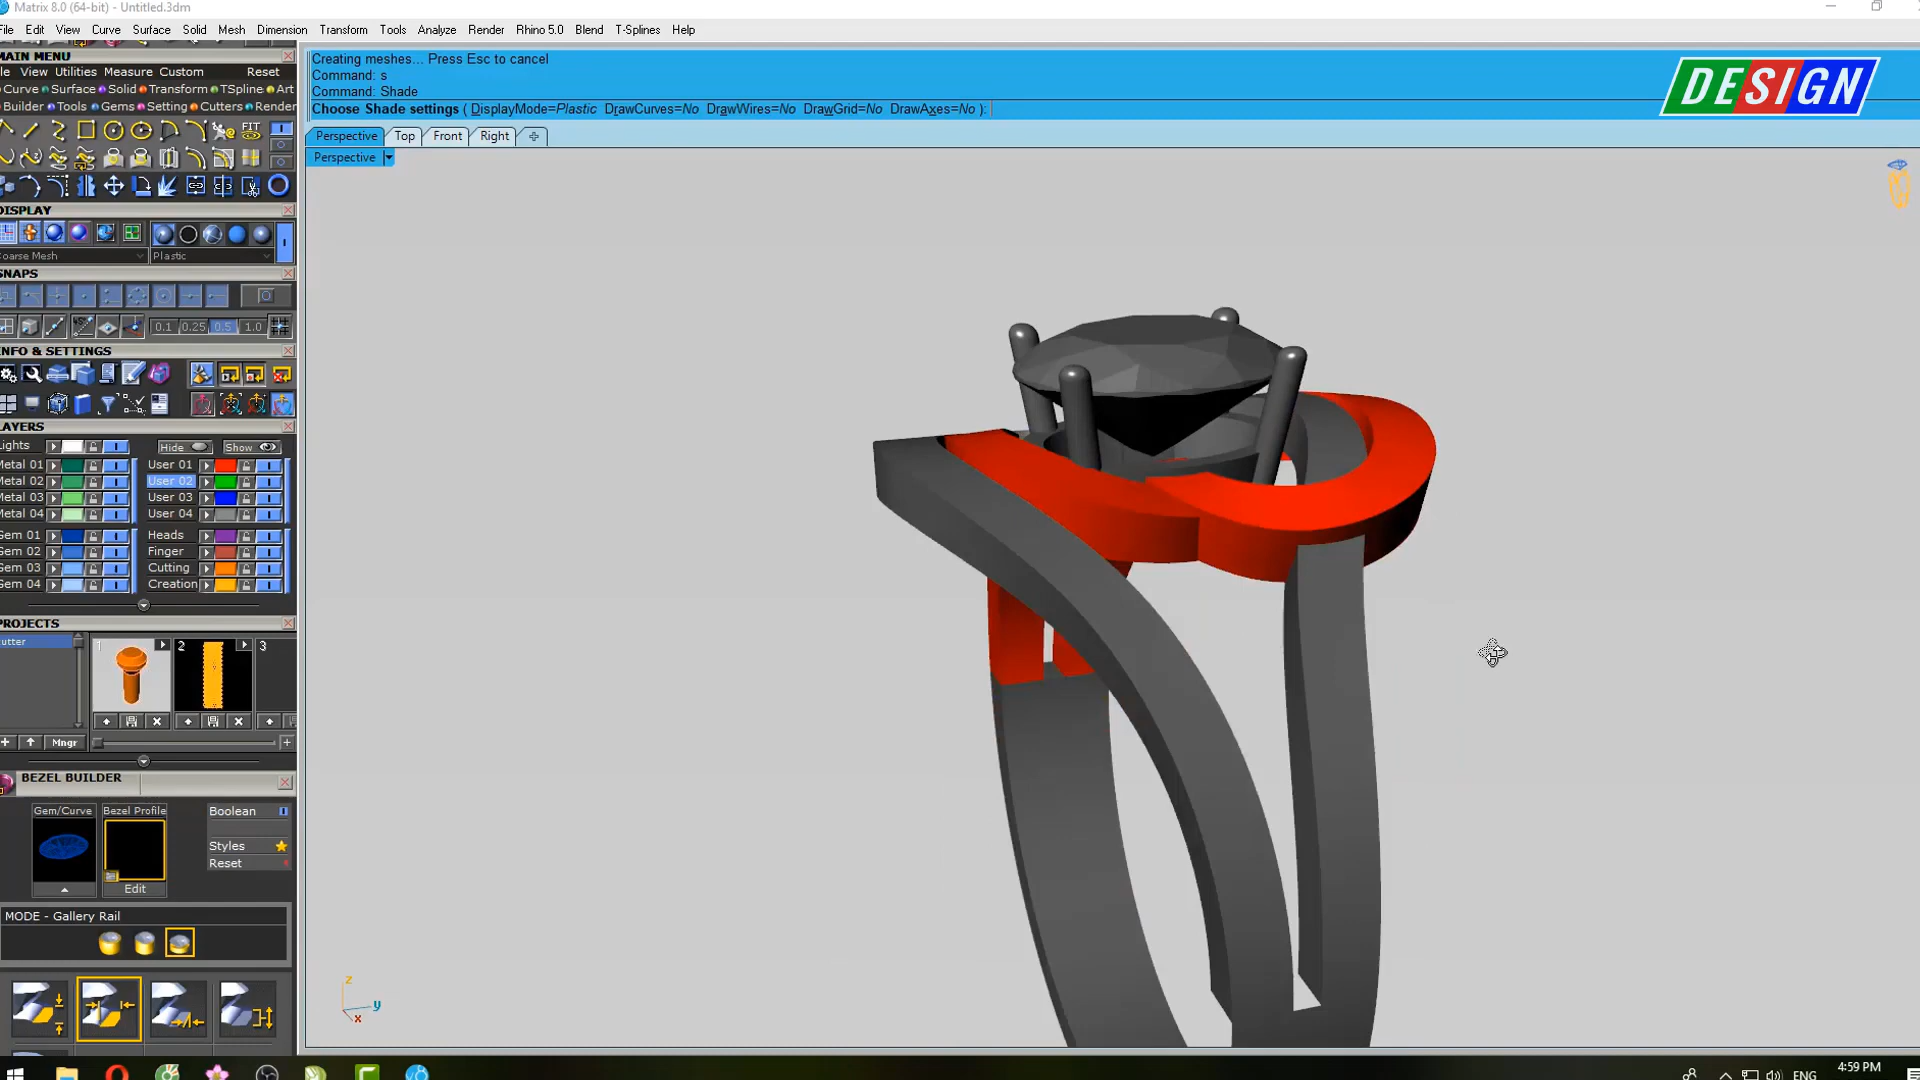 Matrix 8.0 (64-bit) - Untitled.3dm
File Edit View Curve Surface Solid Mesh Dimension Transform Tools Analyze Render Rhino 5.0 Blend T-Splines Help
MAIN MENU
le View Utilities Measure Custom Reset
Curve Surface Solid Transform TSpline Art
Builder Tools Gems Setting Cutters Render
FIT
DISPLAY
oarse Mesh Plastic
SNAPS
0.1 0.25 0.5 1.0
NFO & SETTINGS
AYERS
ights Hide Show
Metal 01 User 01
Metal 02 User 02
Metal 03 User 03
Metal 04 User 04
Gem 01 Heads
Gem 02 Finger
Gem 03 Cutting
Gem 04 Creation
PROJECTS
utter
1 2 3
Mngr
BEZEL BUILDER
Gem/Curve Bezel Profile Boolean
Styles
Reset
Edit
MODE - Gallery Rail
Creating meshes... Press Esc to cancel
Command: s
Command: Shade
Choose Shade settings ( DisplayMode=Plastic DrawCurves=No DrawWires=No DrawGrid=No DrawAxes=No ):
Perspective Top Front Right
Perspective
DESIGN
z
y
x
ENG
4:59 PM